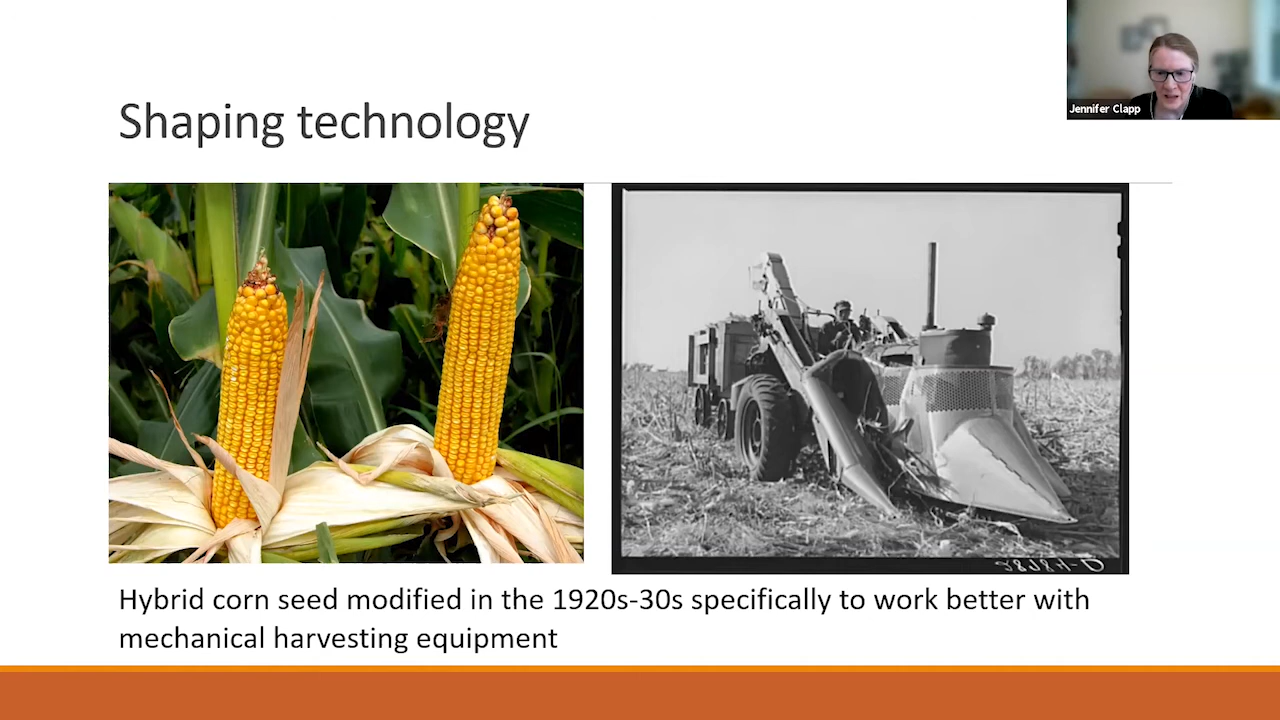 Jennifer Clapp
Shaping technology
Hybrid corn seed modified in the 1920s-30s specifically to work better with
mechanical harvesting equipment